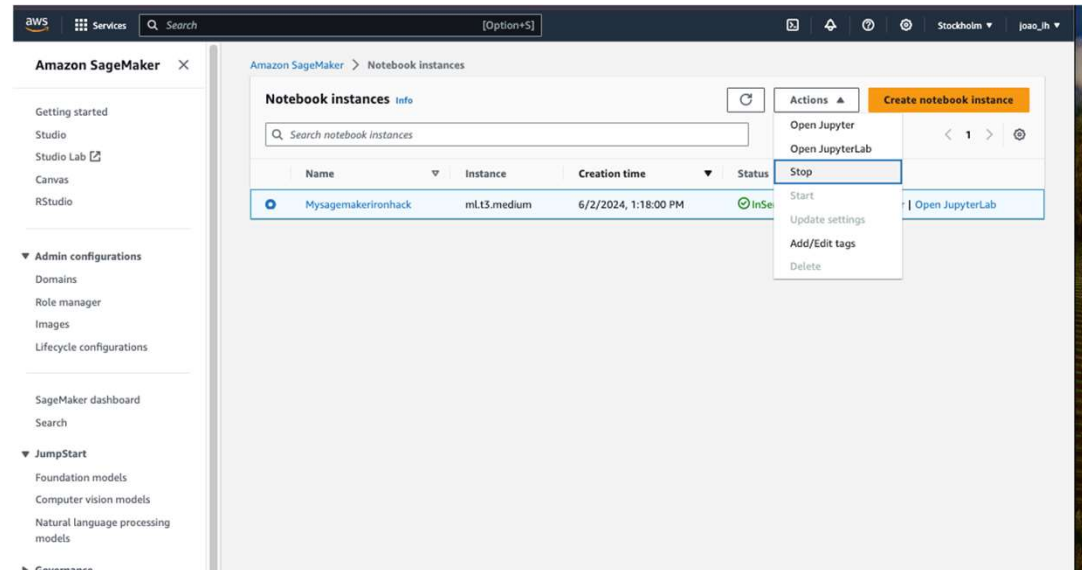 aws Services Search [Option+S] Stockholm joao_ih
Amazon SageMaker
Getting started
Studio
Studio Lab
Canvas
RStudio
Admin configurations
Domains
Role manager
Images
Lifecycle configurations
SageMaker dashboard
Search
JumpStart
Foundation models
Computer vision models
Natural language processing
models
Amazon SageMaker > Notebook instances
Notebook instances Info
Actions Create notebook instance
Search notebook instances
1
Name Instance Creation time Status
Mysagemakerironhack ml.t3.medium 6/2/2024, 1:18:00 PM | Open JupyterLab
Open Jupyter
Open JupyterLab
Stop
Start
Update settings
Add/Edit tags
Delete